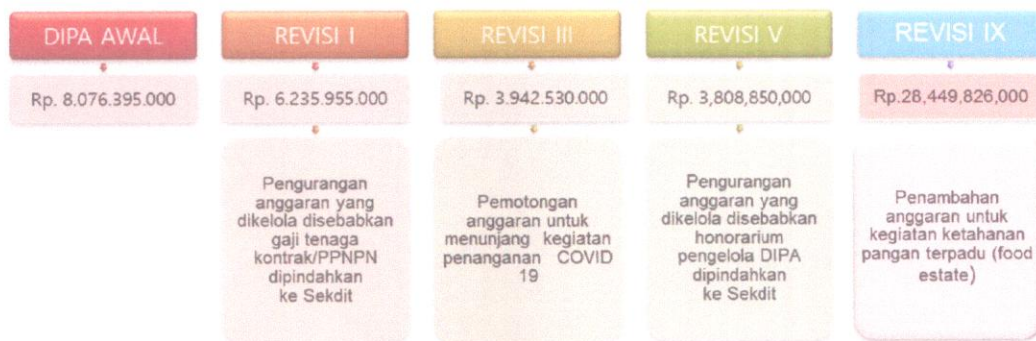 DIPA AWAL
Rp. 8.076.395.000
REVISI I
Rp. 6.235.955.000
Pengurangan
anggaran yang
dikelola disebabkan
gaji tenaga
kontrak/PPNPN
dipindahkan
ke Sekdit
REVISI III
Rp. 3.942.530.000
Pemotongan
anggaran untuk
menunjang kegiatan
penanganan COVID
19
REVISI V
Rp. 3,808,850,000
Pengurangan
anggaran yang
dikelola disebabkan
honorarium
pengelola DIPA
dipindahkan
ke Sekdit
REVISI IX
Rp.28,449,826,000
Penambahan
anggaran untuk
kegiatan ketahanan
pangan terpadu (food
estate)